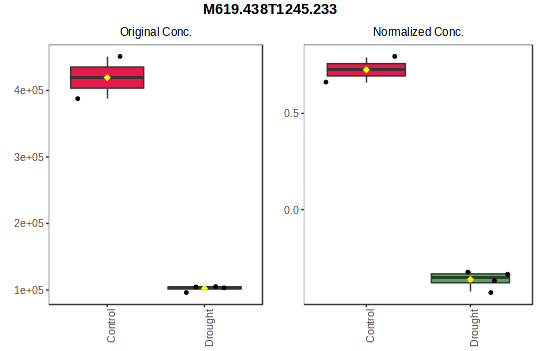 M619.438T1245.233
Original Conc.
Normalized Conc.
4e+05
3e+05
2e+05
1e+05
0.5
0.0
Control
Drought
Control
Drought